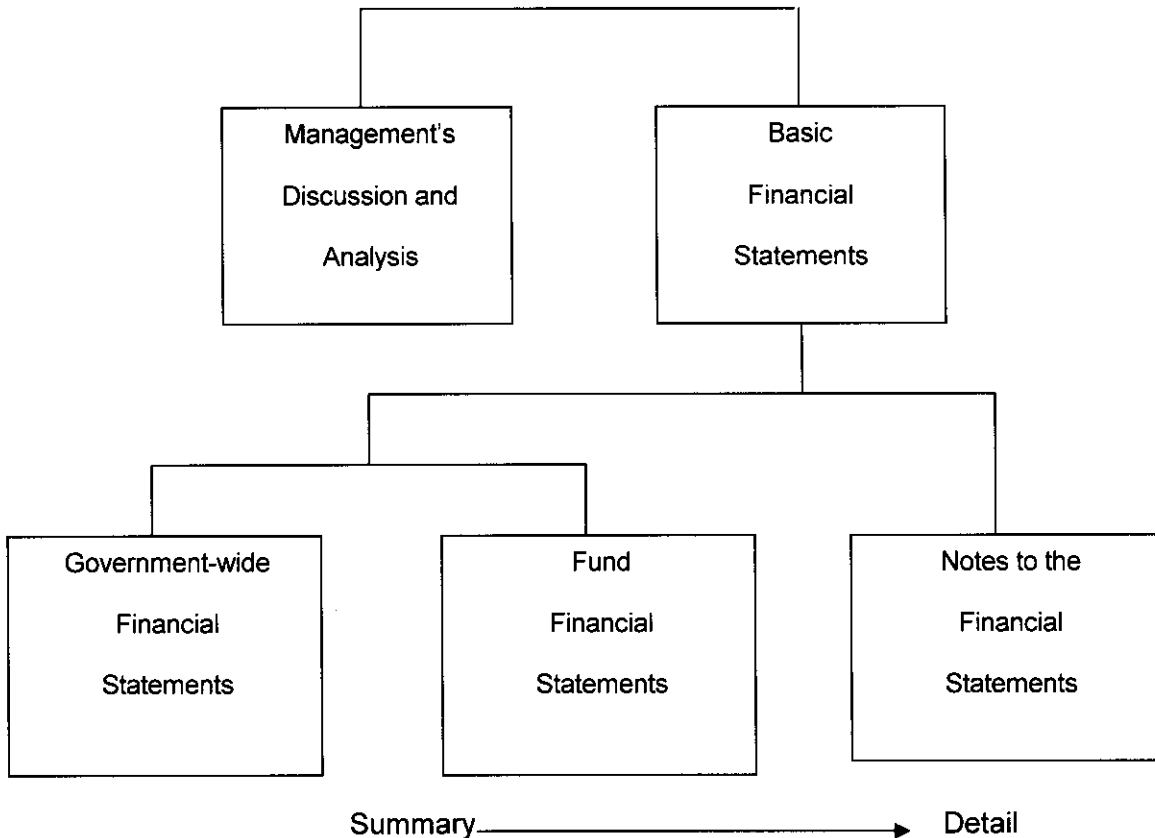 Management's
Discussion and
Analysis
Basic
Financial
Statements
Government-wide
Financial
Statements
Fund
Financial
Statements
Notes to the
Financial
Statements
Summary
Detail